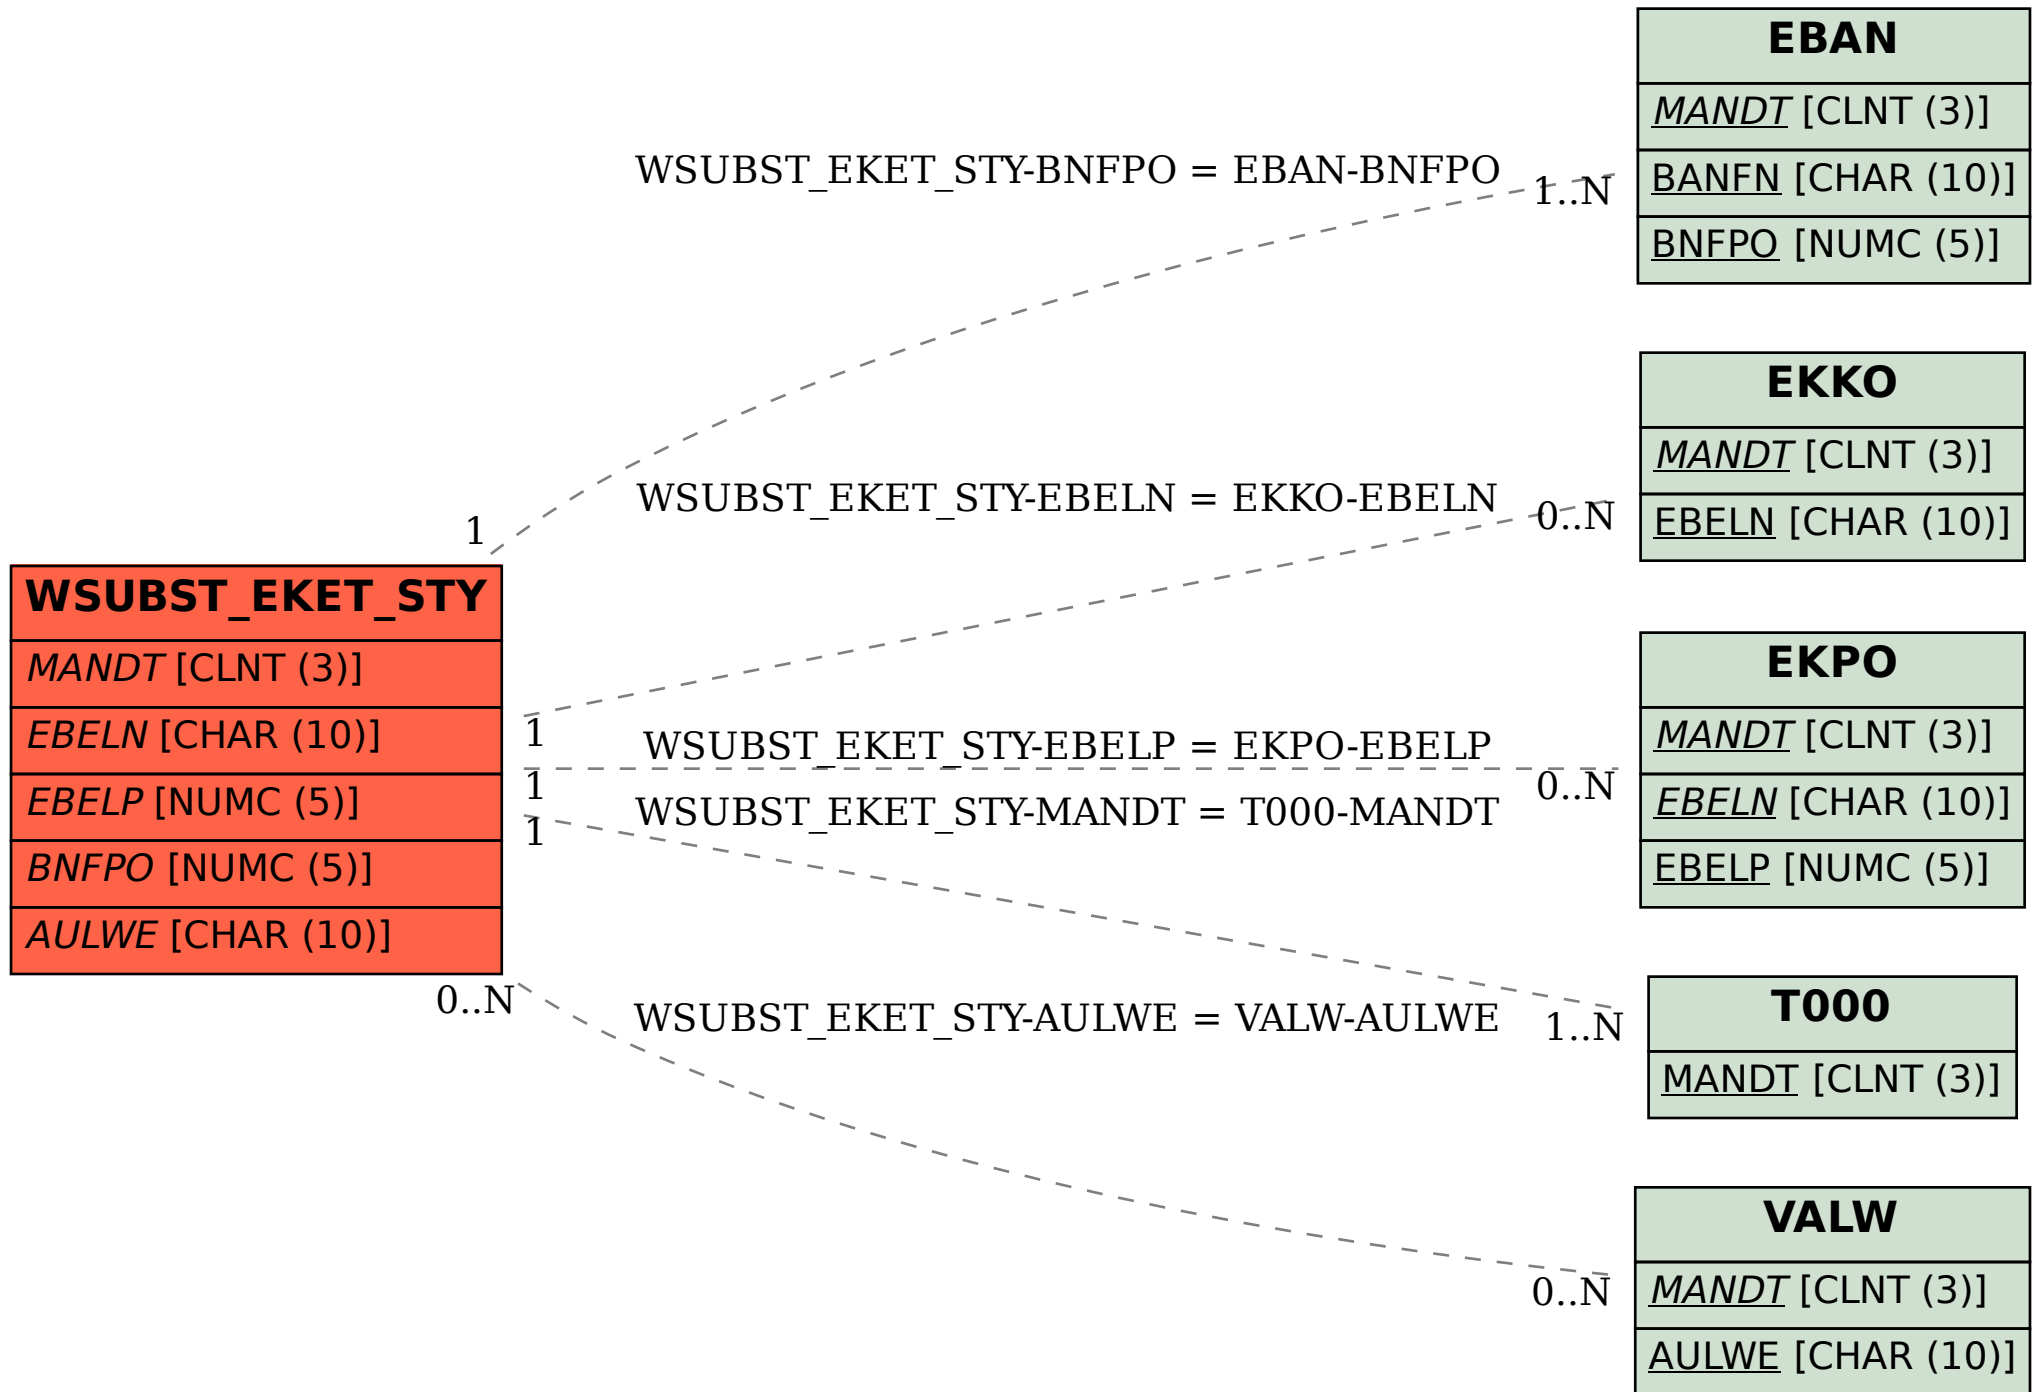 EBAN
MANDT [CLNT (3)]
BANFN [CHAR (10)]
BNFPO [NUMC (5)]
WSUBST_EKET_STY-BNFPO = EBAN-BNFPO
1..N
1
EKKO
MANDT [CLNT (3)]
EBELN [CHAR (10)]
WSUBST_EKET_STY-EBELN = EKKO-EBELN
0..N
1
WSUBST_EKET_STY
MANDT [CLNT (3)]
EBELN [CHAR (10)]
EBELP [NUMC (5)]
BNFPO [NUMC (5)]
AULWE [CHAR (10)]
EKPO
MANDT [CLNT (3)]
EBELN [CHAR (10)]
EBELP [NUMC (5)]
WSUBST_EKET_STY-EBELP = EKPO-EBELP
0..N
1
WSUBST_EKET_STY-MANDT = T000-MANDT
1
1..N
T000
MANDT [CLNT (3)]
0..N
WSUBST_EKET_STY-AULWE = VALW-AULWE
0..N
VALW
MANDT [CLNT (3)]
AULWE [CHAR (10)]